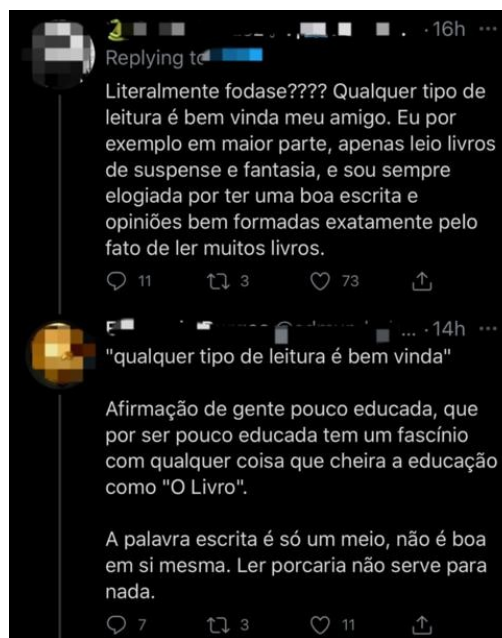 · 16h ...
Replying to
Literalmente fodase???? Qualquer tipo de
leitura é bem vinda meu amigo. Eu por
exemplo em maior parte, apenas leio livros
de suspense e fantasia, e sou sempre
elogiada por ter uma boa escrita e
opiniões bem formadas exatamente pelo
fato de ler muitos livros.
11 3 73
... · 14h ...
"qualquer tipo de leitura é bem vinda"
Afirmação de gente pouco educada, que
por ser pouco educada tem um fascínio
com qualquer coisa que cheira a educação
como "O Livro".
A palavra escrita é só um meio, não é boa
em si mesma. Ler porcaria não serve para
nada.
7 3 11